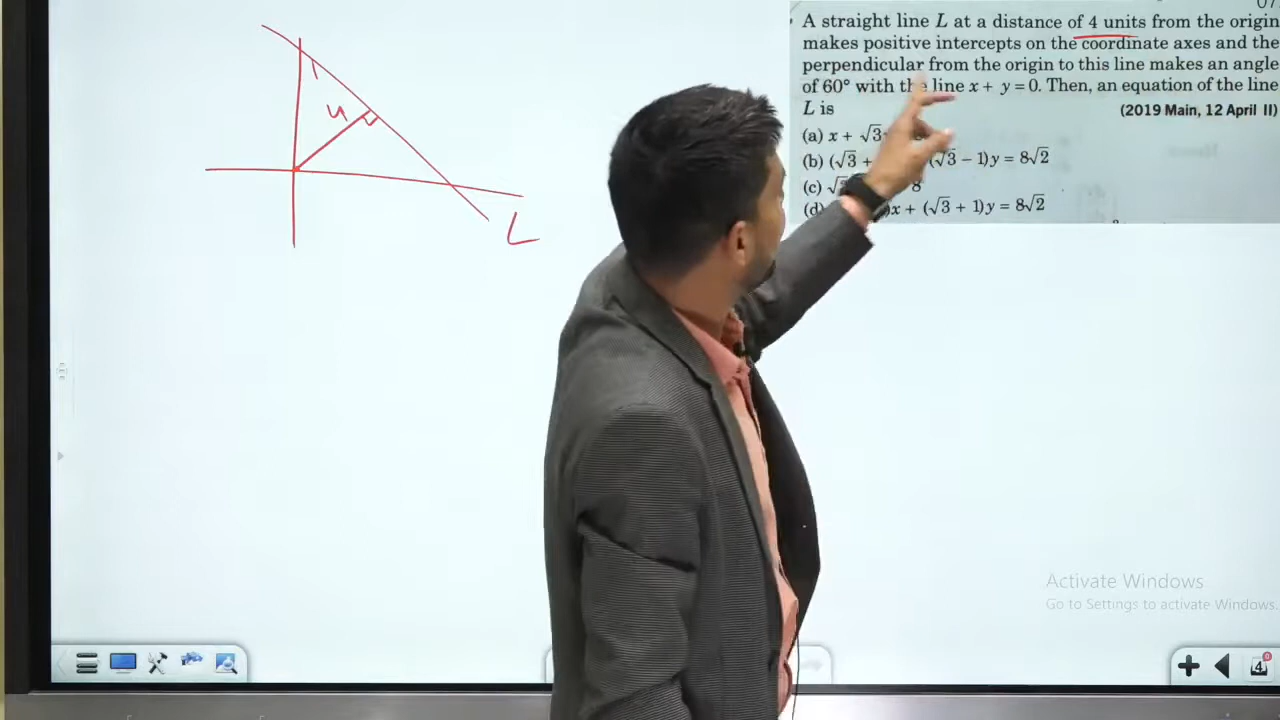 07
A straight line L at a distance of 4 units from the origin
makes positive intercepts on the coordinate axes and the
perpendicular from the origin to this line makes an angle
of 60° with the line x + y = 0. Then, an equation of the line
L is (2019 Main, 12 April II)
(a) x + √3
(b) (√3 + (√3 − 1)y = 8√2
(c) √ 8
(d) x + (√3 + 1)y = 8√2
4
L
Activate Windows
Go to Settings to activate Windows.
4